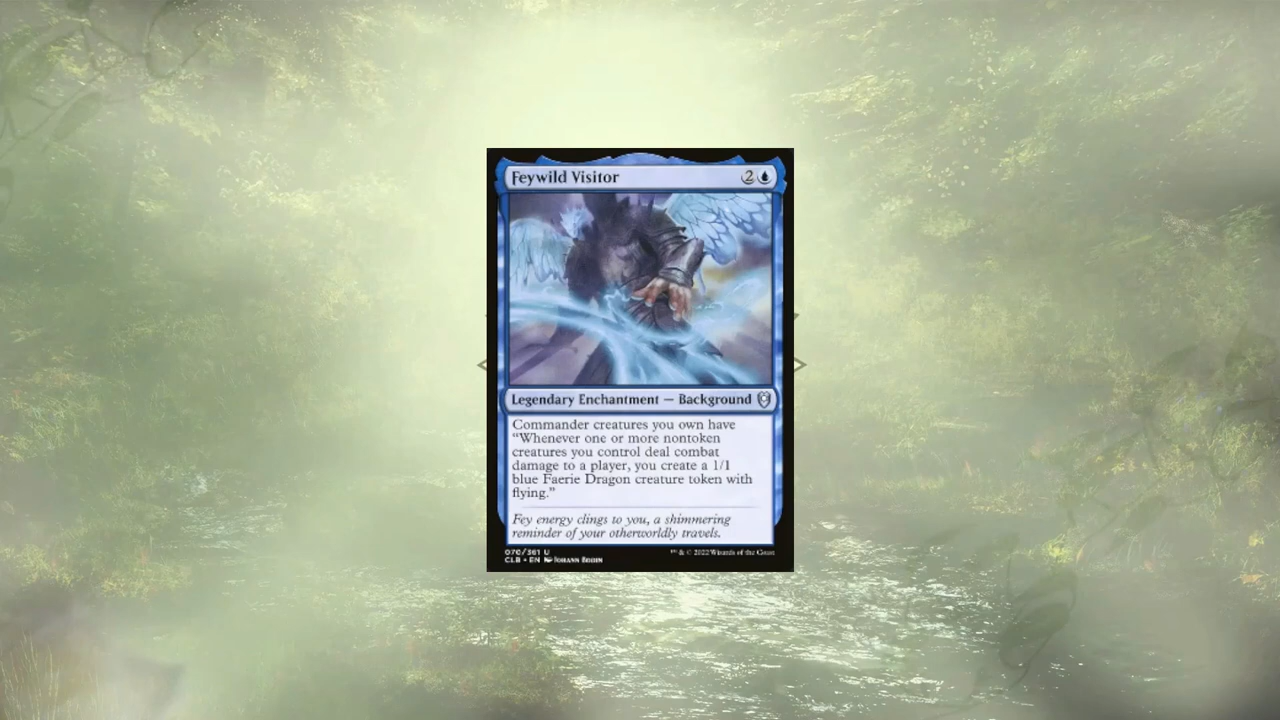 Feywild Visitor 2
Legendary Enchantment — Background
Commander creatures you own have
“Whenever one or more nontoken
creatures you control deal combat
damage to a player, you create a 1/1
blue Faerie Dragon creature token with
flying.”
Fey energy clings to you, a shimmering
reminder of your otherworldly travels.
070/361 U
™ & © 2022 Wizards of the Coast
CLB • EN Johann Bodin